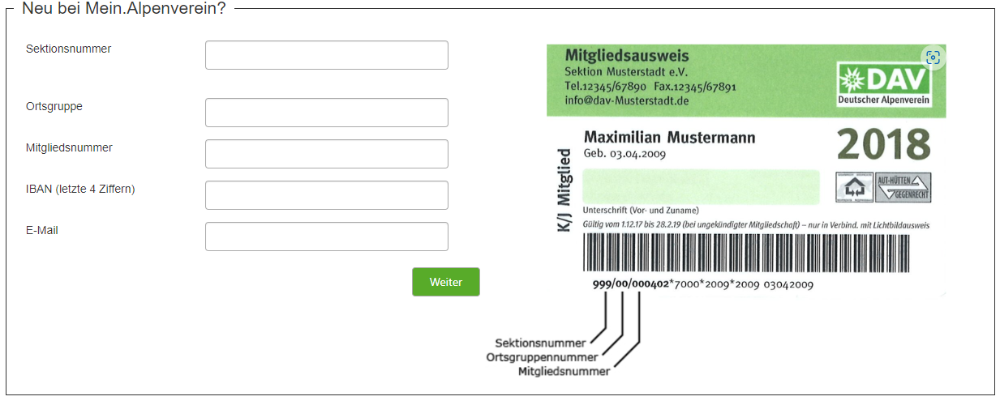 Neu bei Mein.Alpenverein?
Sektionsnummer
Ortsgruppe
Mitgliedsnummer
IBAN (letzte 4 Ziffern)
E-Mail
Weiter
Mitgliedsausweis
Sektion Musterstadt e.V.
Tel.12345/67890 Fax.12345/67891
info@dav-Musterstadt.de
DAV
Deutscher Alpenverein
Maximilian Mustermann
Geb. 03.04.2009
2018
K/J Mitglied
AUT-HÜTTEN
GEGENRECHT
Unterschrift (Vor- und Zuname)
Gültig vom 1.12.17 bis 28.2.19 (bei ungekündigter Mitgliedschaft) – nur in Verbind. mit Lichtbildausweis
999/00/000402*7000*2009*2009 03042009
Sektionsnummer
Ortsgruppennummer
Mitgliedsnummer